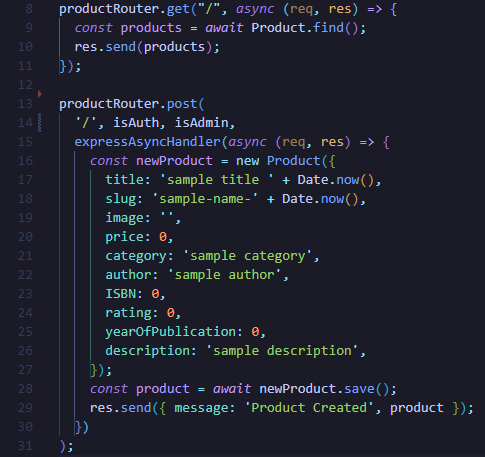 8 productRouter.get("/", async (req, res) => {
9   const products = await Product.find();
10   res.send(products);
11 });
12
13 productRouter.post(
14   '/', isAuth, isAdmin,
15   expressAsyncHandler(async (req, res) => {
16     const newProduct = new Product({
17       title: 'sample title ' + Date.now(),
18       slug: 'sample-name-' + Date.now(),
19       image: '',
20       price: 0,
21       category: 'sample category',
22       author: 'sample author',
23       ISBN: 0,
24       rating: 0,
25       yearOfPublication: 0,
26       description: 'sample description',
27     });
28     const product = await newProduct.save();
29     res.send({ message: 'Product Created', product });
30   })
31 );